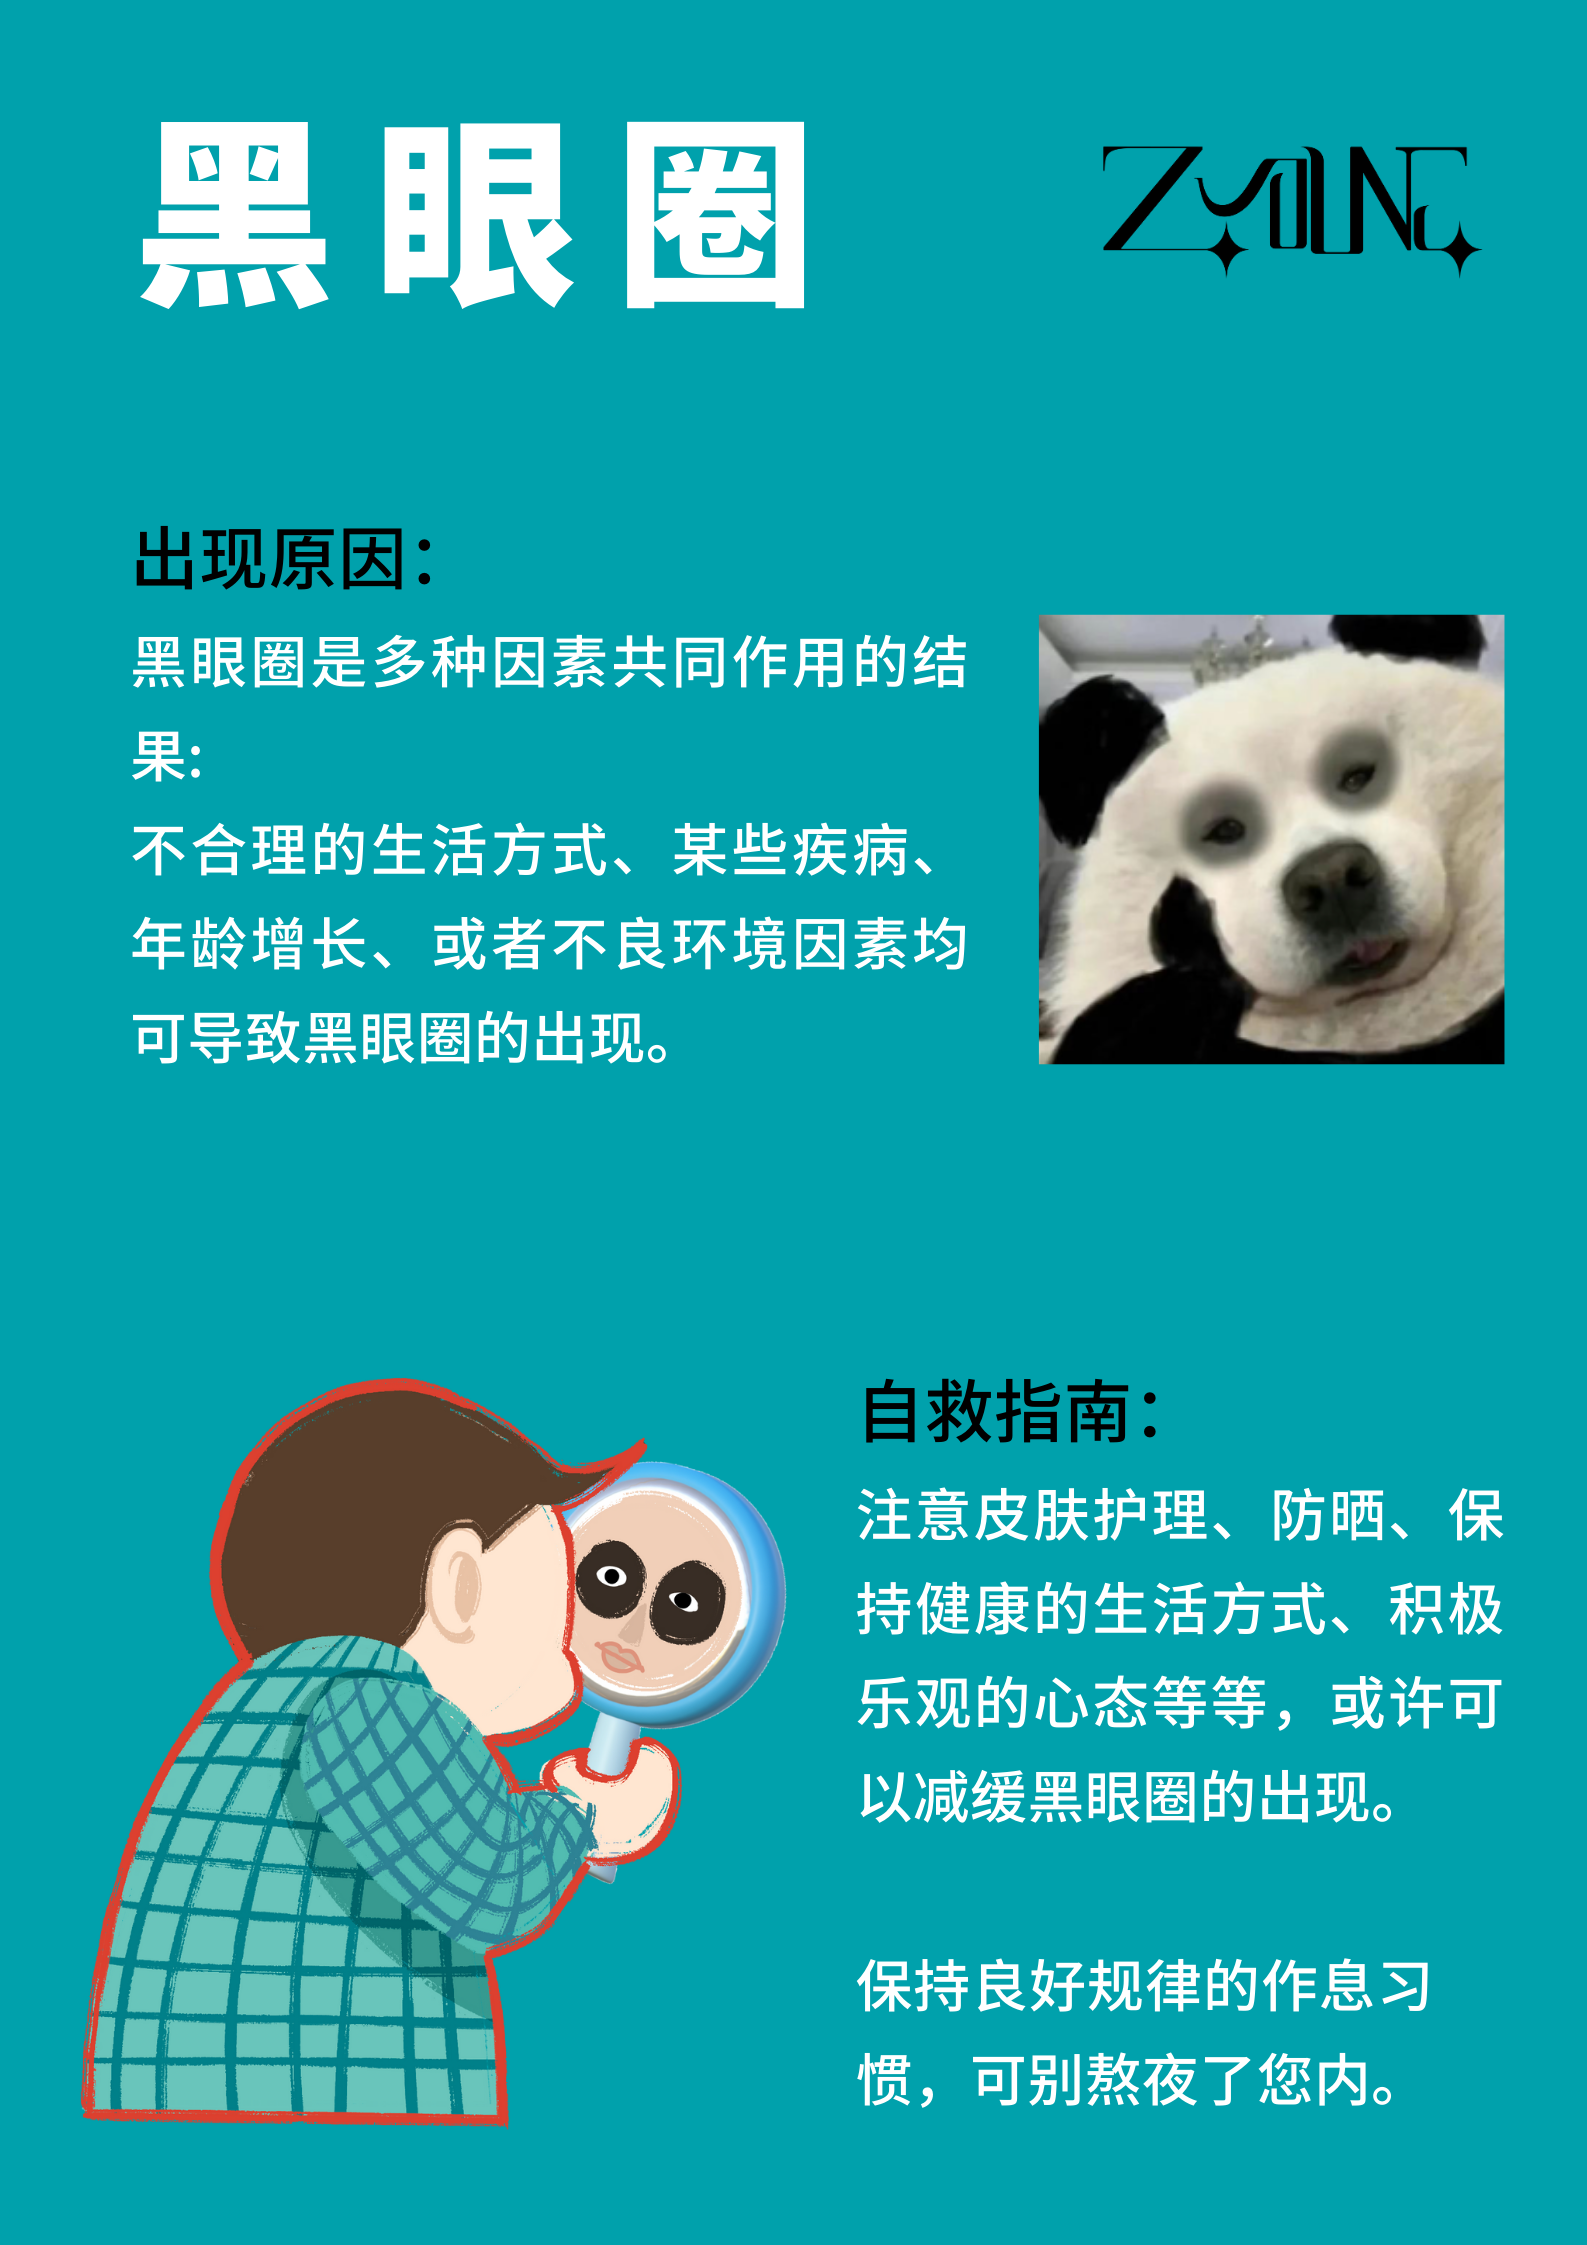 黑眼圈
ZYOUNG
出现原因：
黑眼圈是多种因素共同作用的结
果:
不合理的生活方式、某些疾病、
年龄增长、或者不良环境因素均
可导致黑眼圈的出现。
自救指南：
注意皮肤护理、防晒、保
持健康的生活方式、积极
乐观的心态等等，或许可
以减缓黑眼圈的出现。
保持良好规律的作息习
惯，可别熬夜了您内。